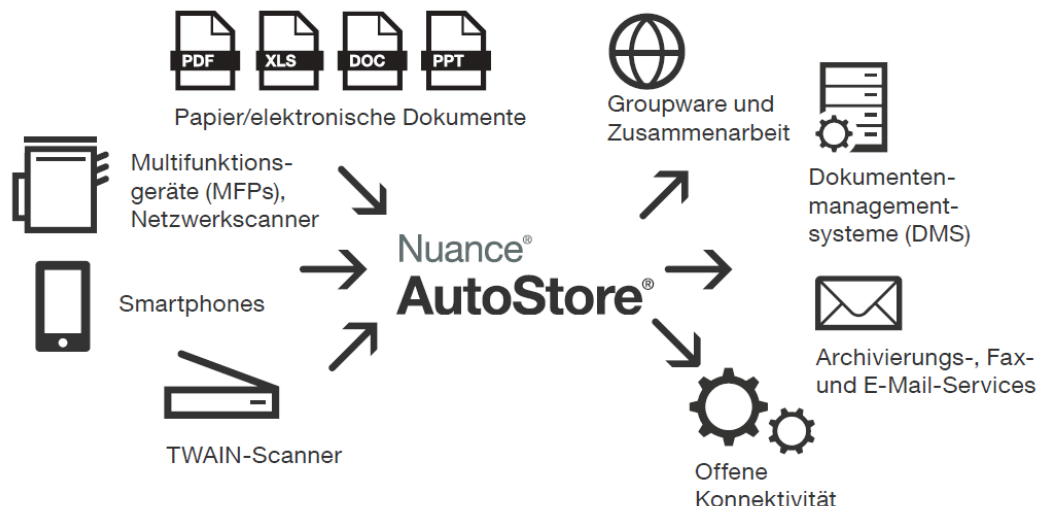 PDF
XLS
DOC
PPT
Papier/elektronische Dokumente
Multifunktions-
geräte (MFPs),
Netzwerkscanner
Smartphones
TWAIN-Scanner
Nuance®
AutoStore®
Groupware und
Zusammenarbeit
Dokumenten-
management-
systeme (DMS)
Archivierungs-, Fax-
und E-Mail-Services
Offene
Konnektivität